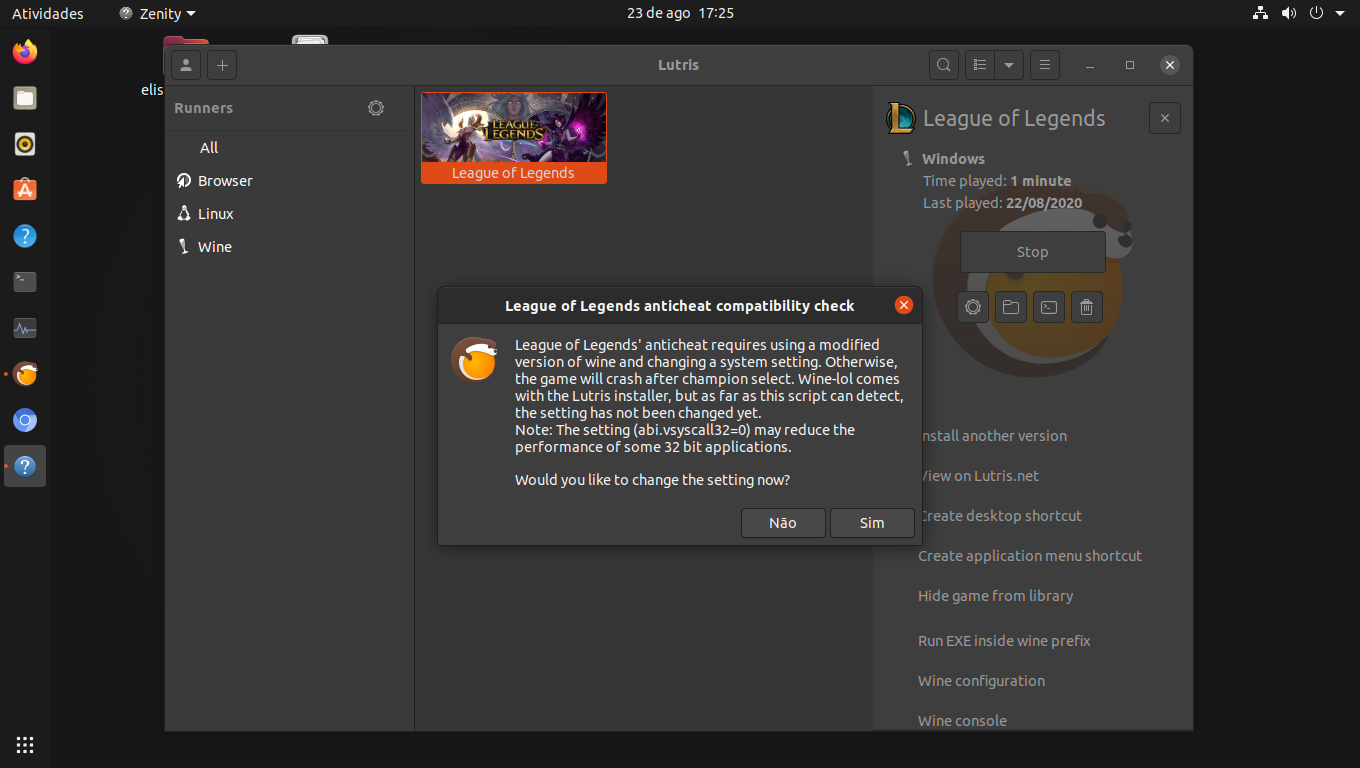 Atividades
Zenity
23 de ago 17:25
elis
Lutris
Runners
All
Browser
Linux
Wine
LEAGUE OF LEGENDS
League of Legends
League of Legends
Windows
Time played: 1 minute
Last played: 22/08/2020
Stop
League of Legends anticheat compatibility check
League of Legends' anticheat requires using a modified
version of wine and changing a system setting. Otherwise,
the game will crash after champion select. Wine-lol comes
with the Lutris installer, but as far as this script can detect,
the setting has not been changed yet.
Note: The setting (abi.vsyscall32=0) may reduce the
performance of some 32 bit applications.
Would you like to change the setting now?
Não
Sim
nstall another version
View on Lutris.net
Create desktop shortcut
Create application menu shortcut
Hide game from library
Run EXE inside wine prefix
Wine configuration
Wine console